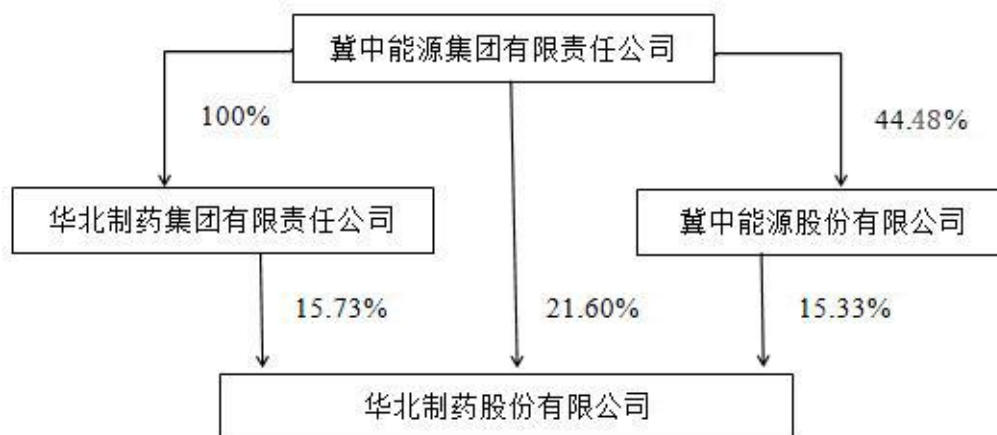 冀中能源集团有限责任公司
100%
44.48%
华北制药集团有限责任公司
冀中能源股份有限公司
15.73%
21.60%
15.33%
华北制药股份有限公司